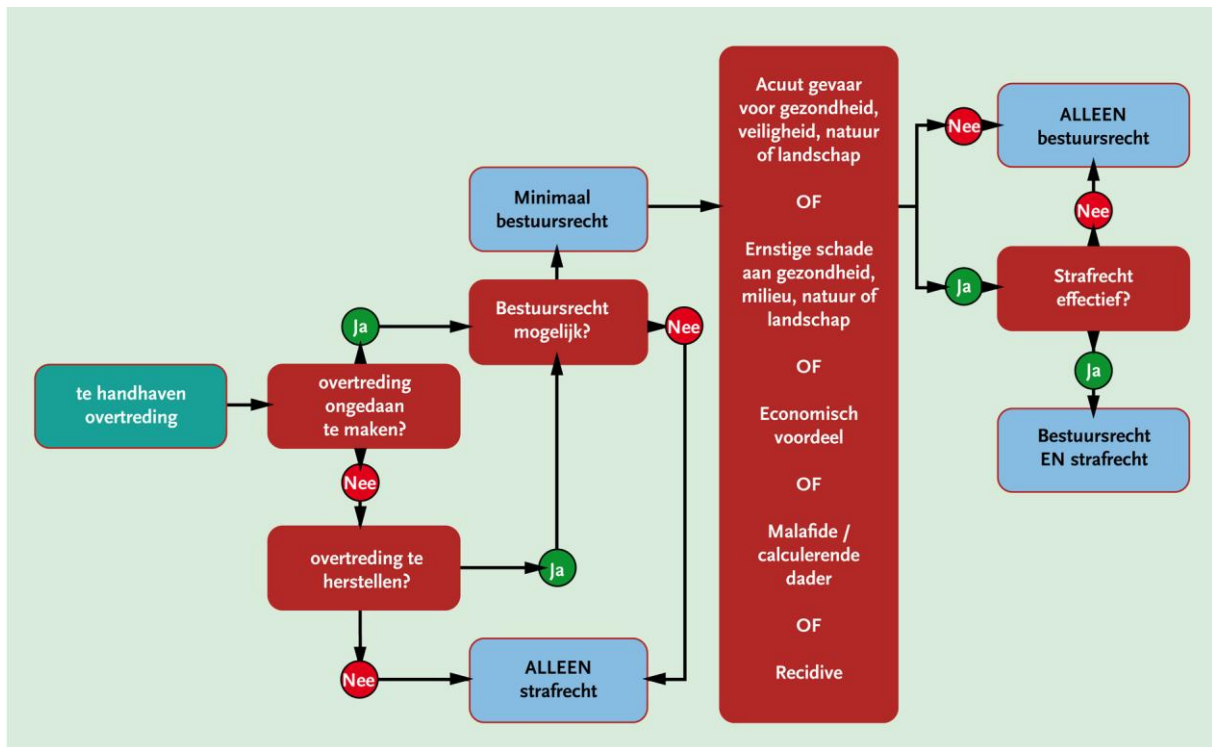 te handhaven
overtreding
overtreding
ongedaan
te maken?
Ja
Nee
overtreding te
herstellen?
Ja
Nee
Bestuursrecht
mogelijk?
Nee
Minimaal
bestuursrecht
ALLEEN
strafrecht
Acuut gevaar
voor gezondheid,
veiligheid, natuur
of landschap
OF
Ernstige schade
aan gezondheid,
milieu, natuur of
landschap
OF
Economisch
voordeel
OF
Malafide /
calculerende
dader
OF
Recidive
Nee
ALLEEN
bestuursrecht
Nee
Ja
Strafrecht
effectief?
Ja
Bestuursrecht
EN strafrecht